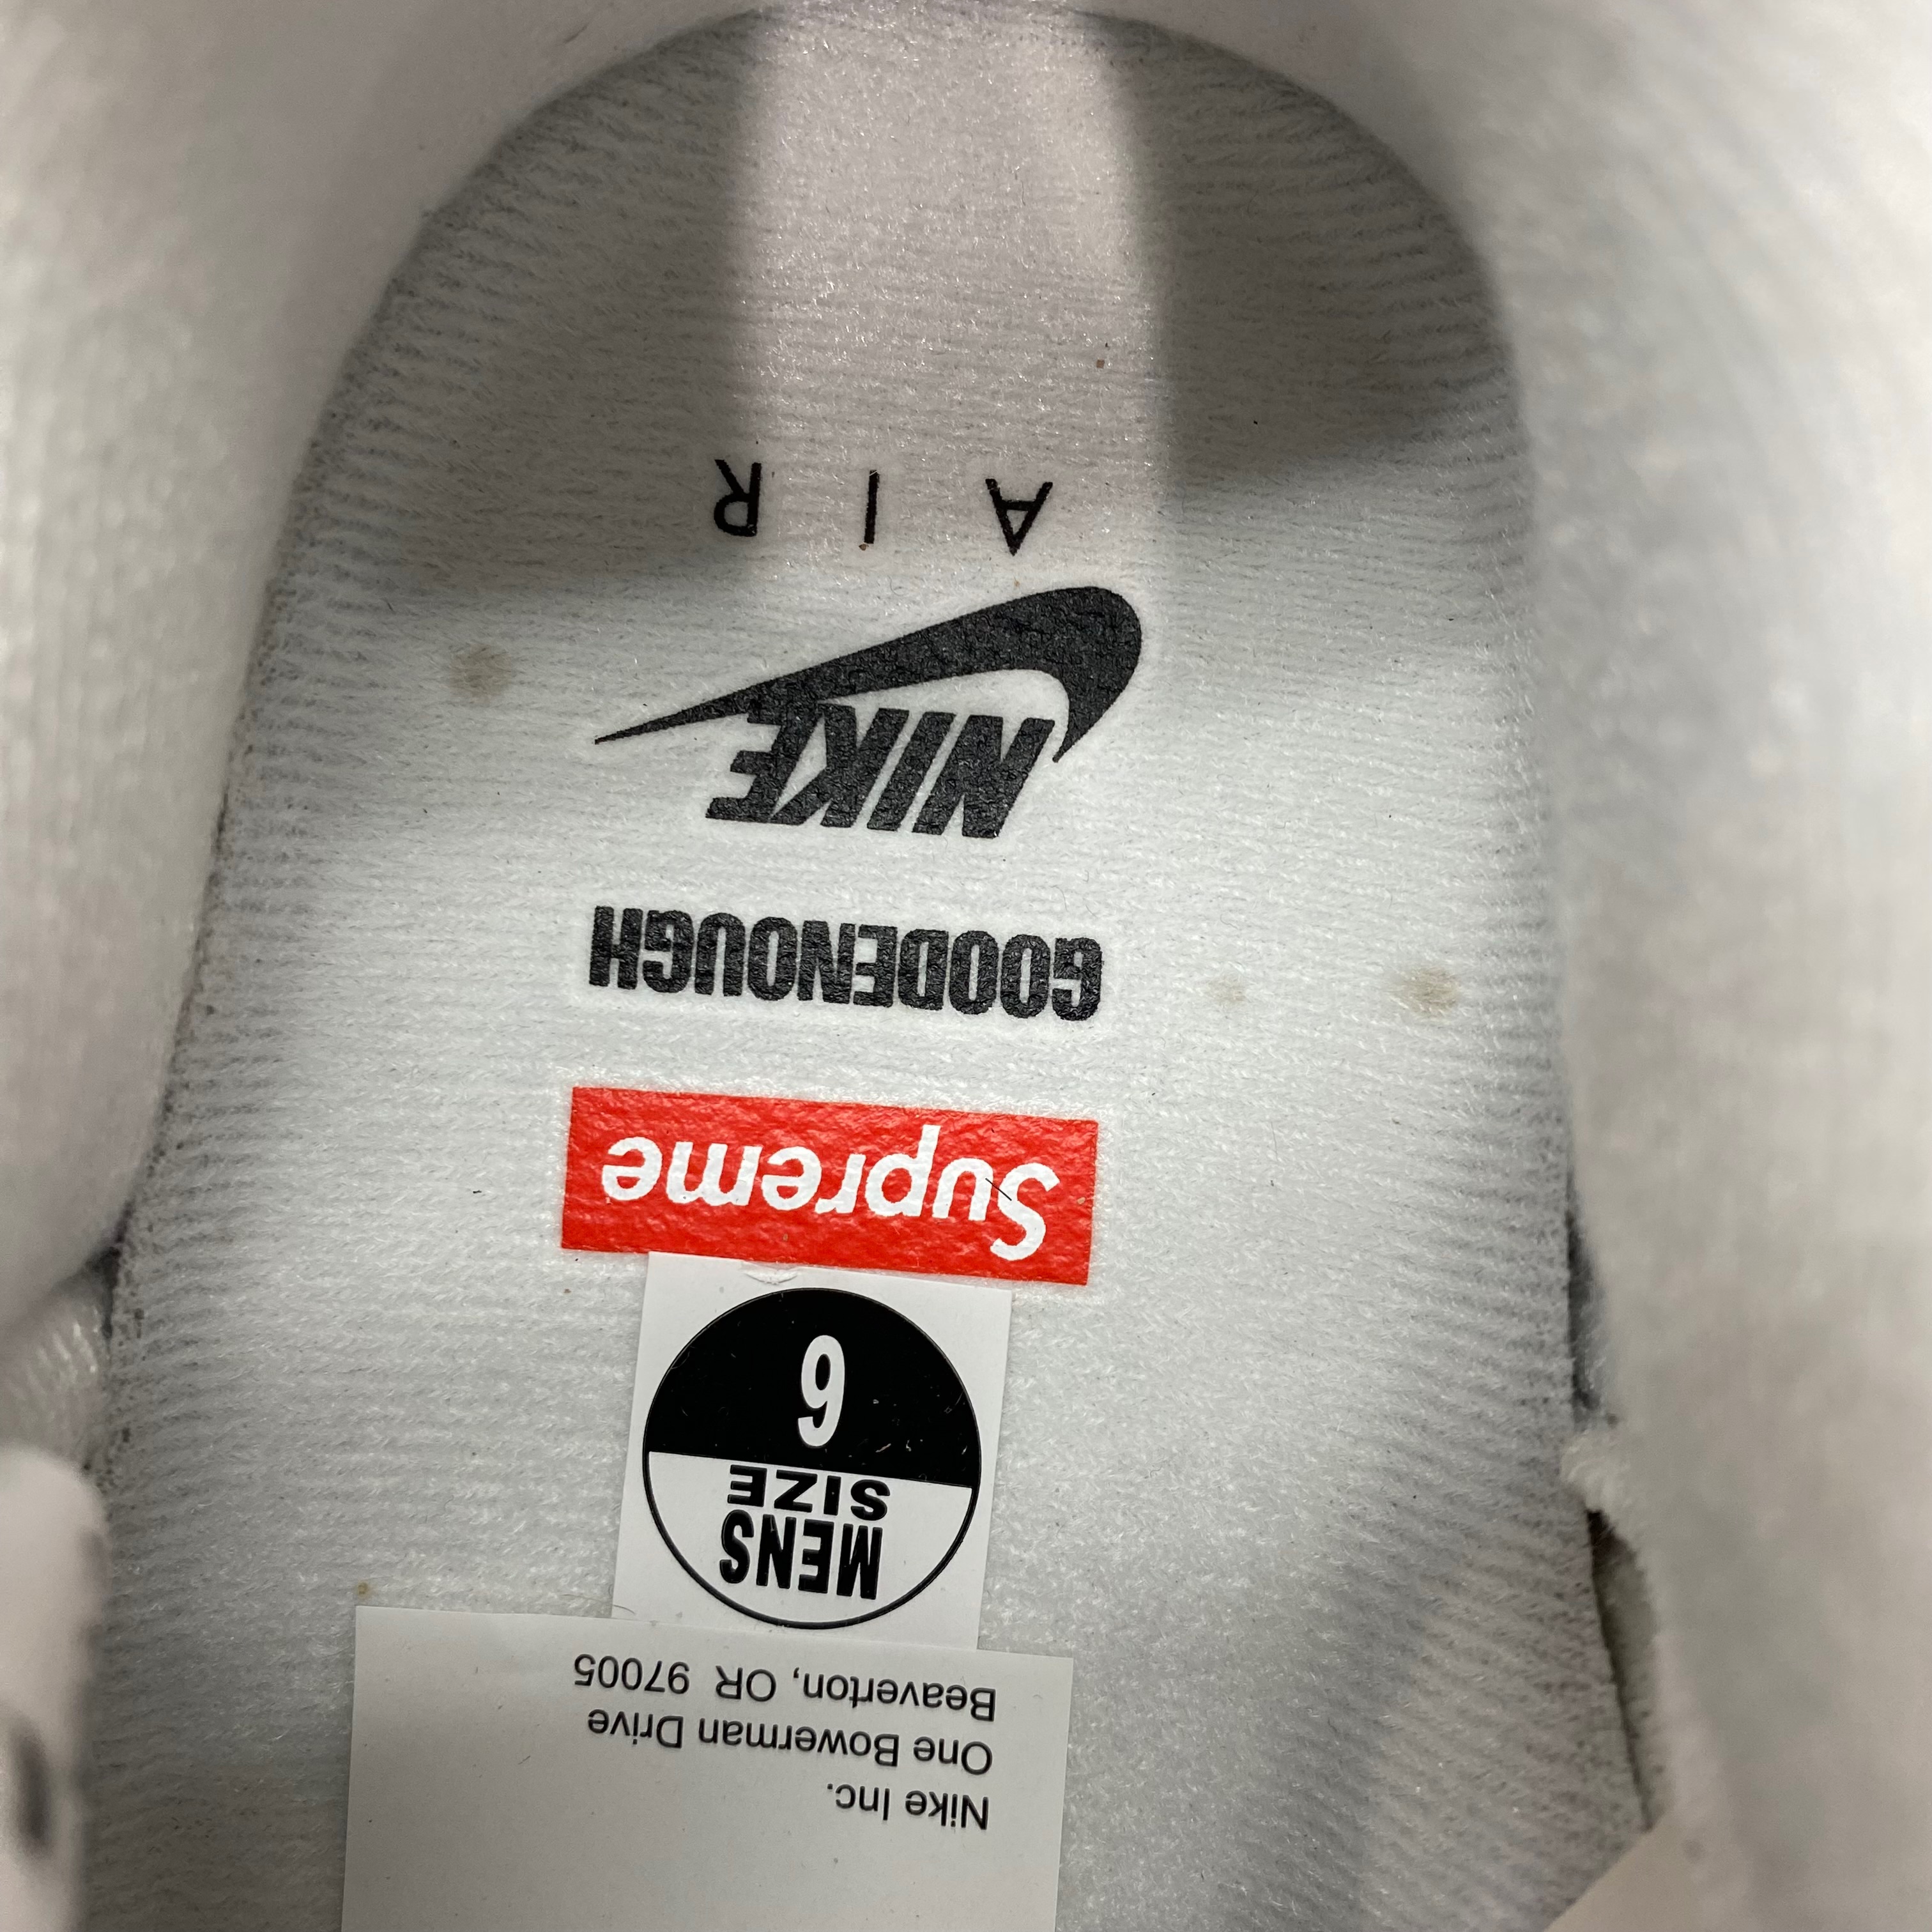 Nike Inc.
One Bowerman Drive
Beaverton, OR 97005
MENS
SIZE
6
Supreme
GOODENOUGH
NIKE
AIR